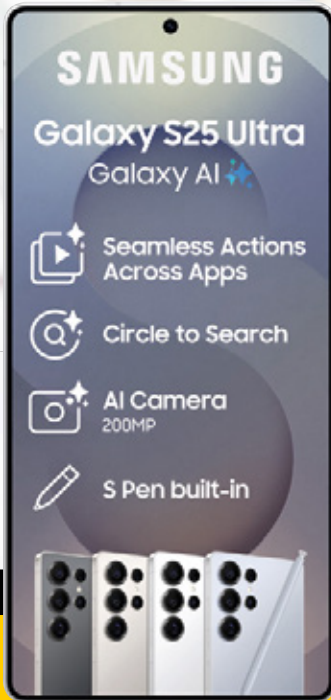 SAMSUNG
Galaxy S25 Ultra
Galaxy AI
Seamless Actions
Across Apps
Circle to Search
AI Camera
200MP
S Pen built-in